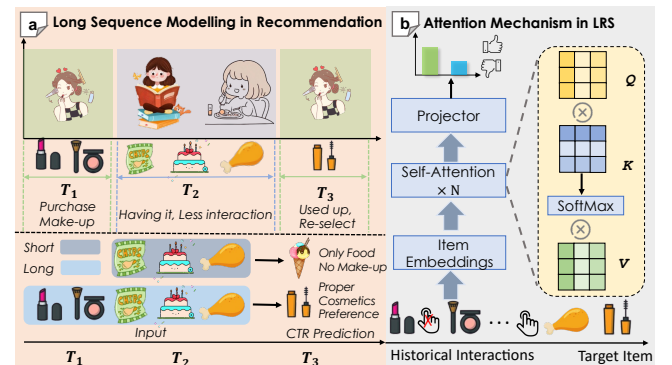 a Long Sequence Modelling in Recommendation
T₁
Purchase
Make-up
T₂
Having it, Less interaction
T₃
Used up,
Re-select
Short
Long
Only Food
No Make-up
Proper
Cosmetics
Preference
Input
CTR Prediction
T₁
T₂
T₃
b Attention Mechanism in LRS
Projector
Self-Attention
× N
Item
Embeddings
Q
K
SoftMax
V
...
Historical Interactions
Target Item